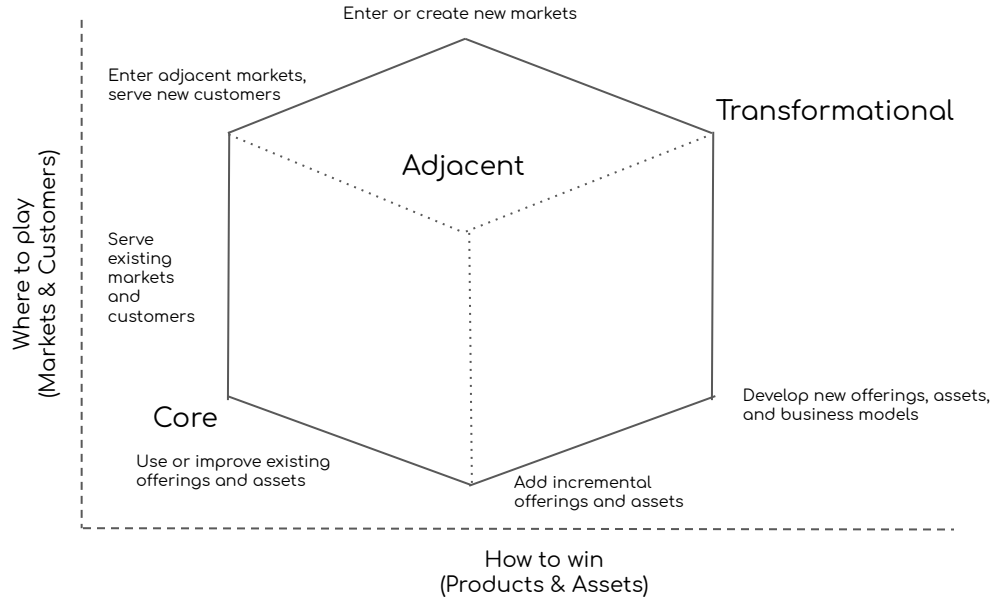 Enter or create new markets
Enter adjacent markets,
serve new customers
Transformational
Adjacent
Where to play
(Markets & Customers)
Serve
existing
markets
and
customers
Core
Develop new offerings, assets,
and business models
Use or improve existing
offerings and assets
Add incremental
offerings and assets
How to win
(Products & Assets)